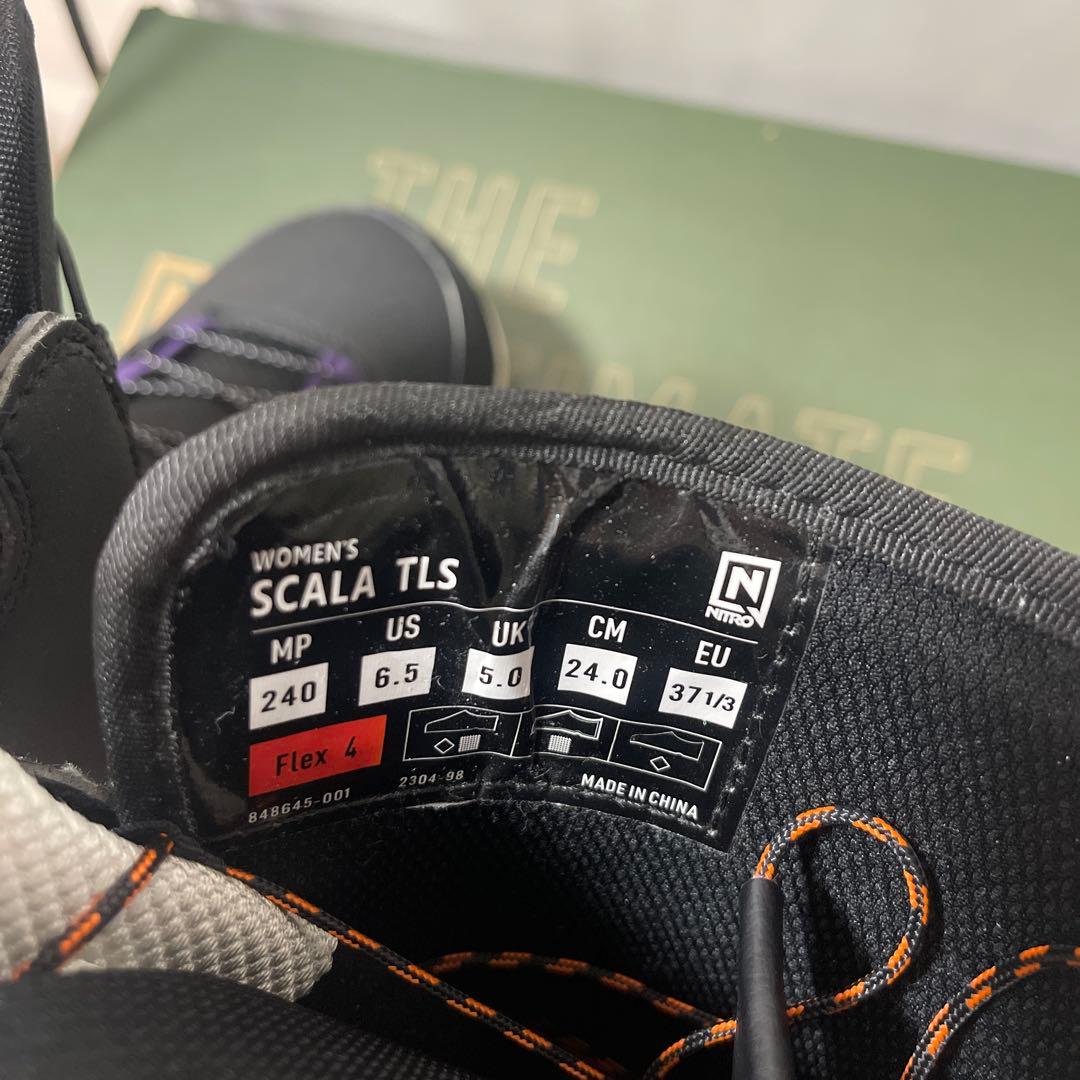 THE
WOMEN'S
SCALA TLS
N
NITRO
MP US UK CM EU
240 6.5 5.0 24.0 37 1/3
Flex 4
848645-001 2304-98 MADE IN CHINA